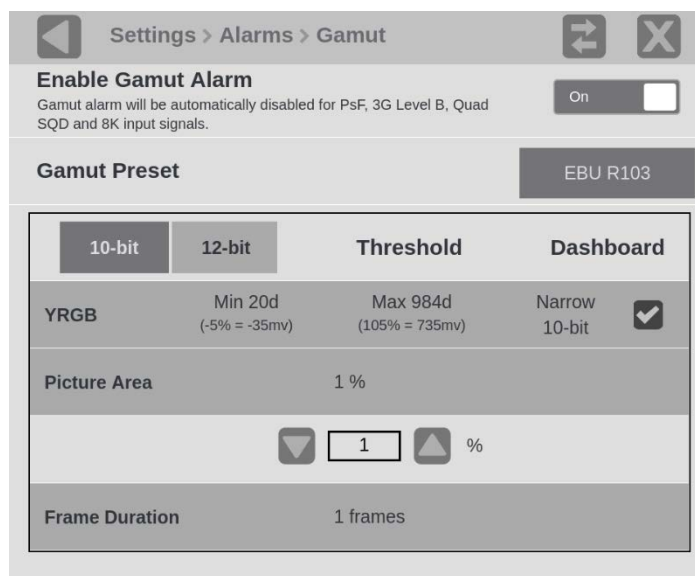 Settings > Alarms > Gamut
Enable Gamut Alarm
Gamut alarm will be automatically disabled for PsF, 3G Level B, Quad
SQD and 8K input signals.
On
Gamut Preset
EBU R103
10-bit 12-bit Threshold Dashboard
YRGB Min 20d Max 984d Narrow
(-5% = -35mv) (105% = 735mv) 10-bit
Picture Area 1 %
1 %
Frame Duration 1 frames